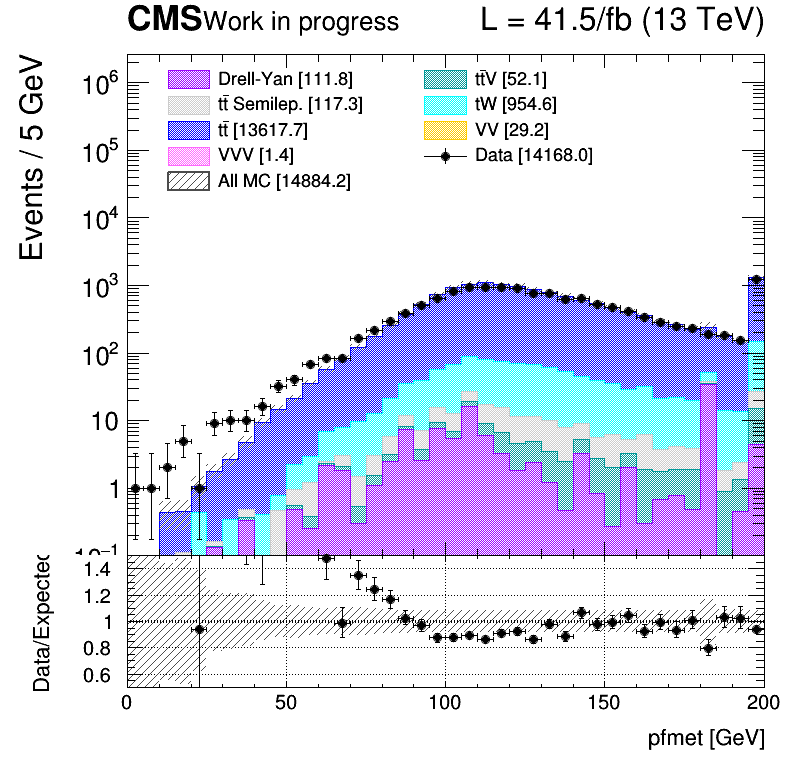 CMS Work in progress L = 41.5/fb (13 TeV)
Events / 5 GeV
Drell-Yan [111.8]
tt̄V [52.1]
tt̄ Semilep. [117.3]
tW [954.6]
tt̄ [13617.7]
VV [29.2]
VVV [1.4]
Data [14168.0]
All MC [14884.2]
10⁶
10⁵
10⁴
10³
10²
10
1
10⁻¹
Data/Expected
1.4
1.2
1
0.8
0.6
0 50 100 150 200
pfmet [GeV]